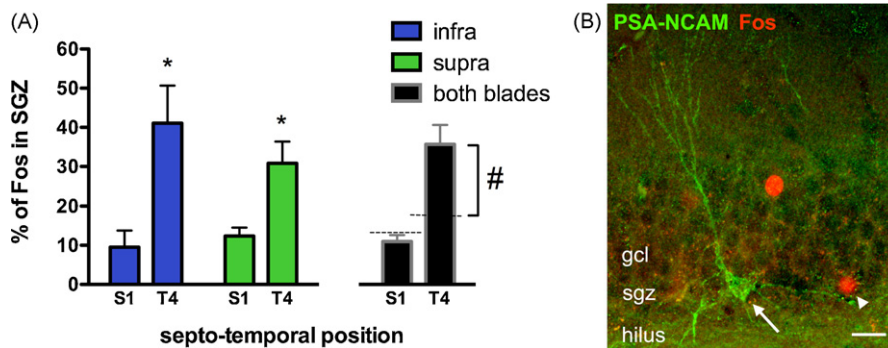 (A)
infra
supra
both blades
% of Fos in SGZ
60
50
40
30
20
10
0
* * #
S1 T4 S1 T4 S1 T4
septo-temporal position
(B)
PSA-NCAM Fos
gcl
sgz
hilus